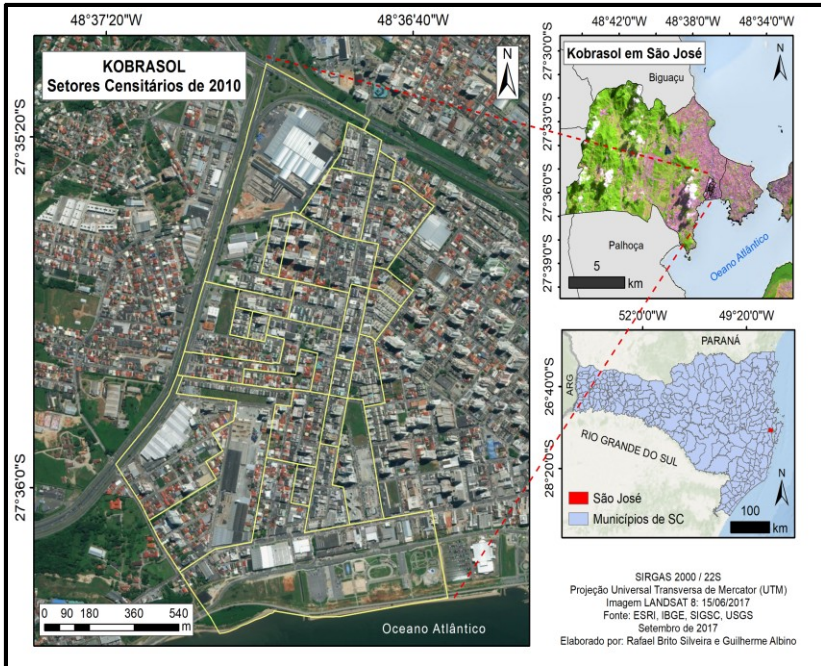 48°37'20"W
48°36'40"W
KOBRASOL
Setores Censitários de 2010
N
27°35'20"S
27°36'0"S
0 90 180 360 540
m
Oceano Atlântico
48°42'0"W 48°38'0"W 48°34'0"W
Kobrasol em São José
Biguaçu
N
27°30'0"S
27°33'0"S
27°36'0"S
27°39'0"S
Palhoça
Oceano Atlântico
5
km
52°0'0"W
49°20'0"W
PARANÁ
ARG
26°40'0"S
28°20'0"S
RIO GRANDE DO SUL
N
São José
Municípios de SC
100
km
SIRGAS 2000 / 22S
Projeção Universal Transversa de Mercator (UTM)
Imagem LANDSAT 8: 15/06/2017
Fonte: ESRI, IBGE, SIGSC, USGS
Setembro de 2017
Elaborado por: Rafael Brito Silveira e Guilherme Albino